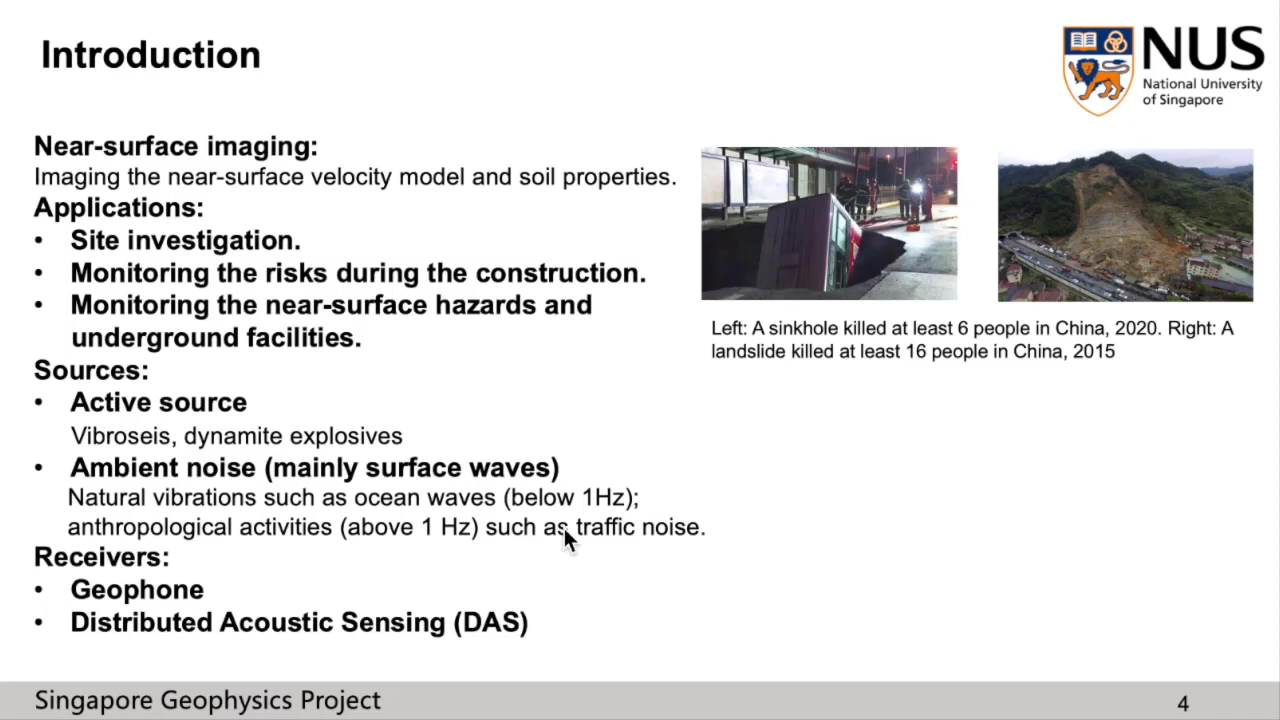 Introduction
NUS
National University
of Singapore
Near-surface imaging:
Imaging the near-surface velocity model and soil properties.
Applications:
• Site investigation.
• Monitoring the risks during the construction.
• Monitoring the near-surface hazards and
underground facilities.
Sources:
• Active source
Vibroseis, dynamite explosives
• Ambient noise (mainly surface waves)
Natural vibrations such as ocean waves (below 1Hz);
anthropological activities (above 1 Hz) such as traffic noise.
Receivers:
• Geophone
• Distributed Acoustic Sensing (DAS)
Left: A sinkhole killed at least 6 people in China, 2020. Right: A
landslide killed at least 16 people in China, 2015
Singapore Geophysics Project
4